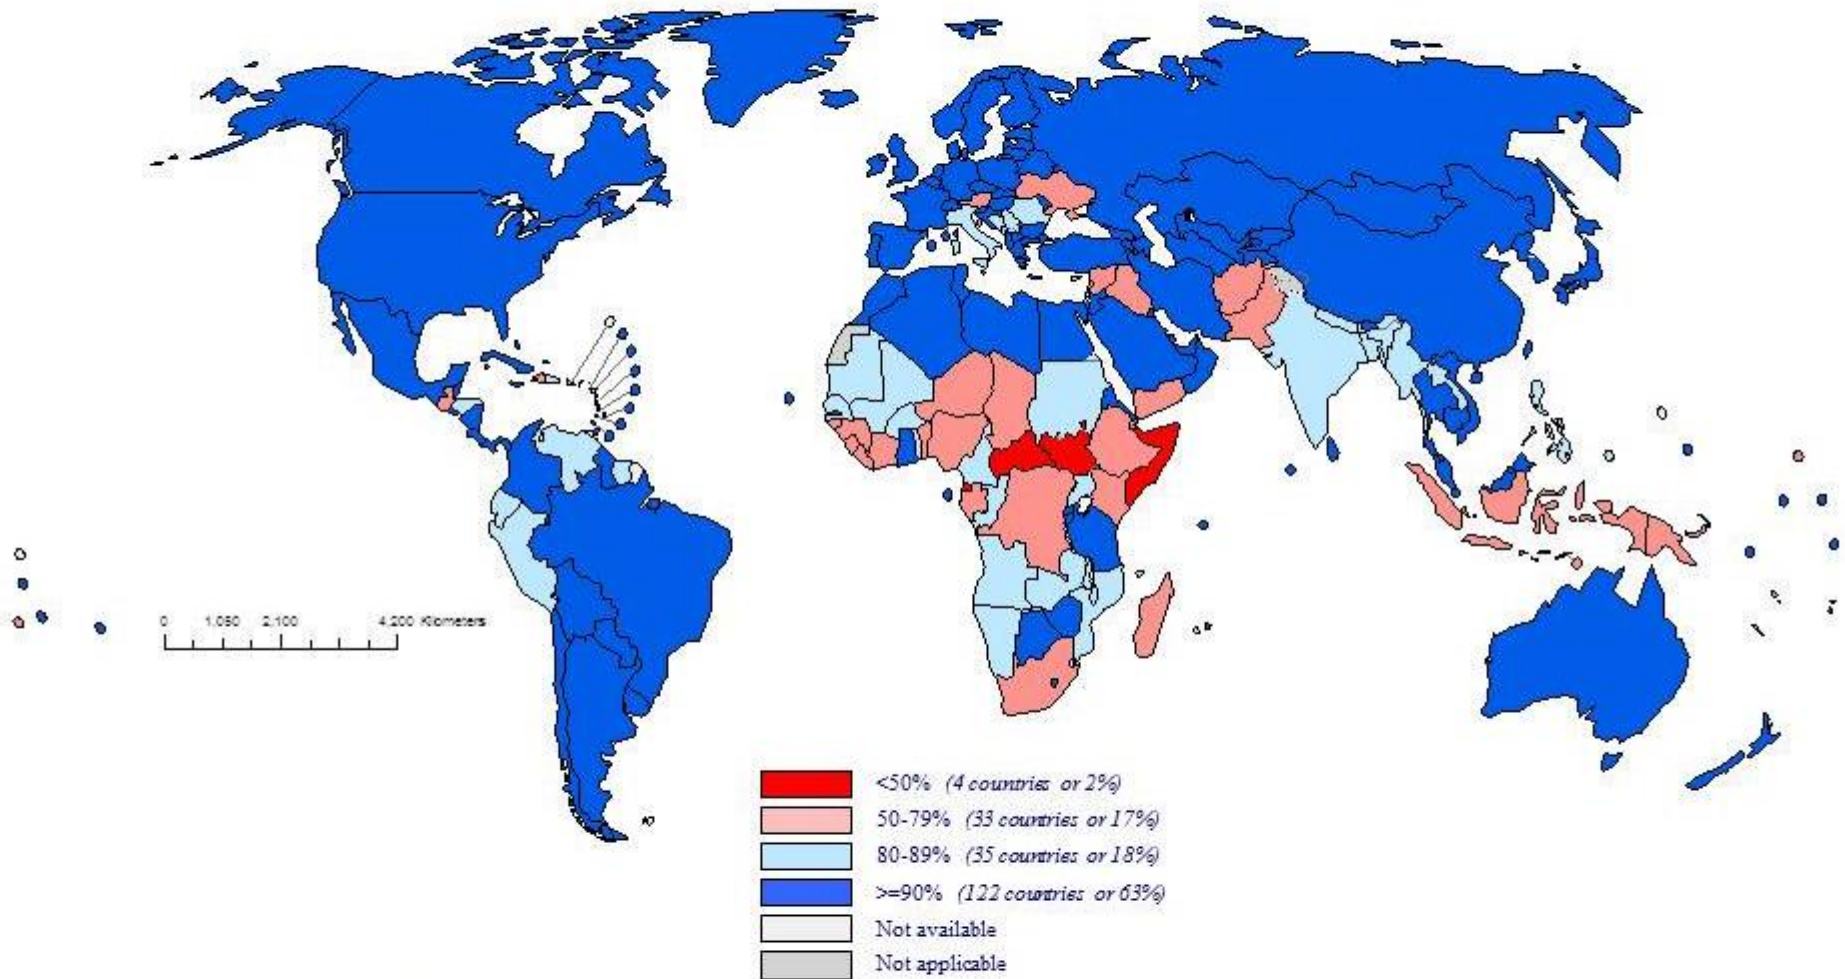 0 1,050 2,100 4,200 Kilometers
<50% (4 countries or 2%)
50-79% (33 countries or 17%)
80-89% (35 countries or 18%)
>=90% (122 countries or 63%)
Not available
Not applicable